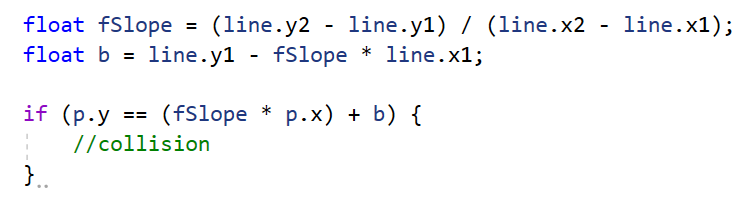 float fSlope = (line.y2 - line.y1) / (line.x2 - line.x1);
float b = line.y1 - fSlope * line.x1;
if (p.y == (fSlope * p.x) + b) {
//collision
}